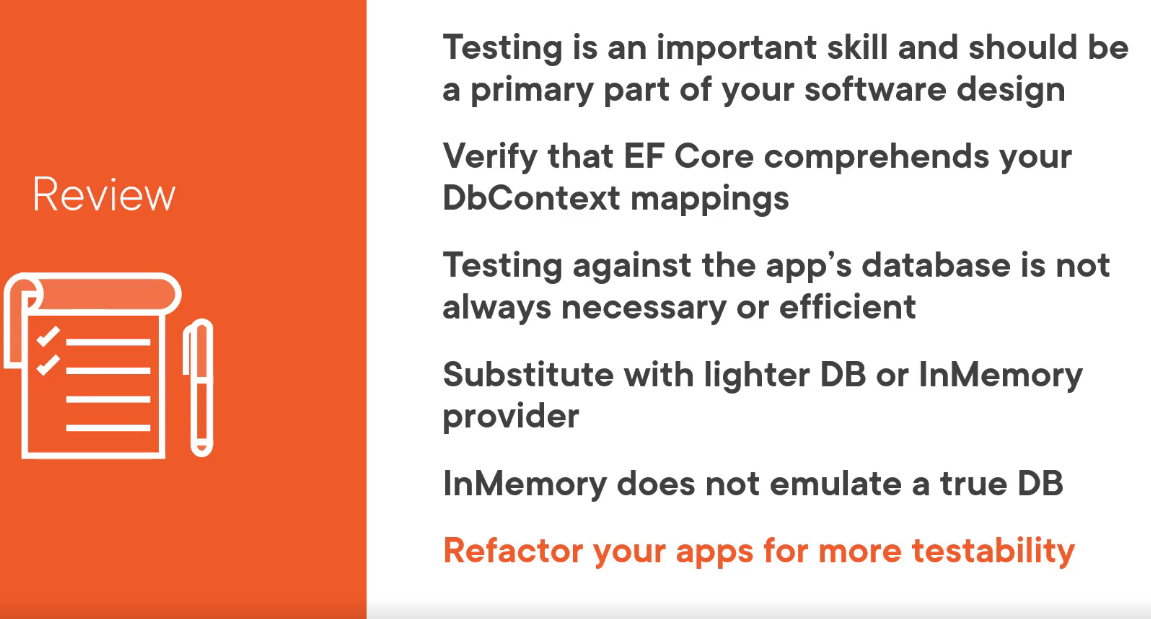 Review
Testing is an important skill and should be
a primary part of your software design
Verify that EF Core comprehends your
DbContext mappings
Testing against the app’s database is not
always necessary or efficient
Substitute with lighter DB or InMemory
provider
InMemory does not emulate a true DB
Refactor your apps for more testability